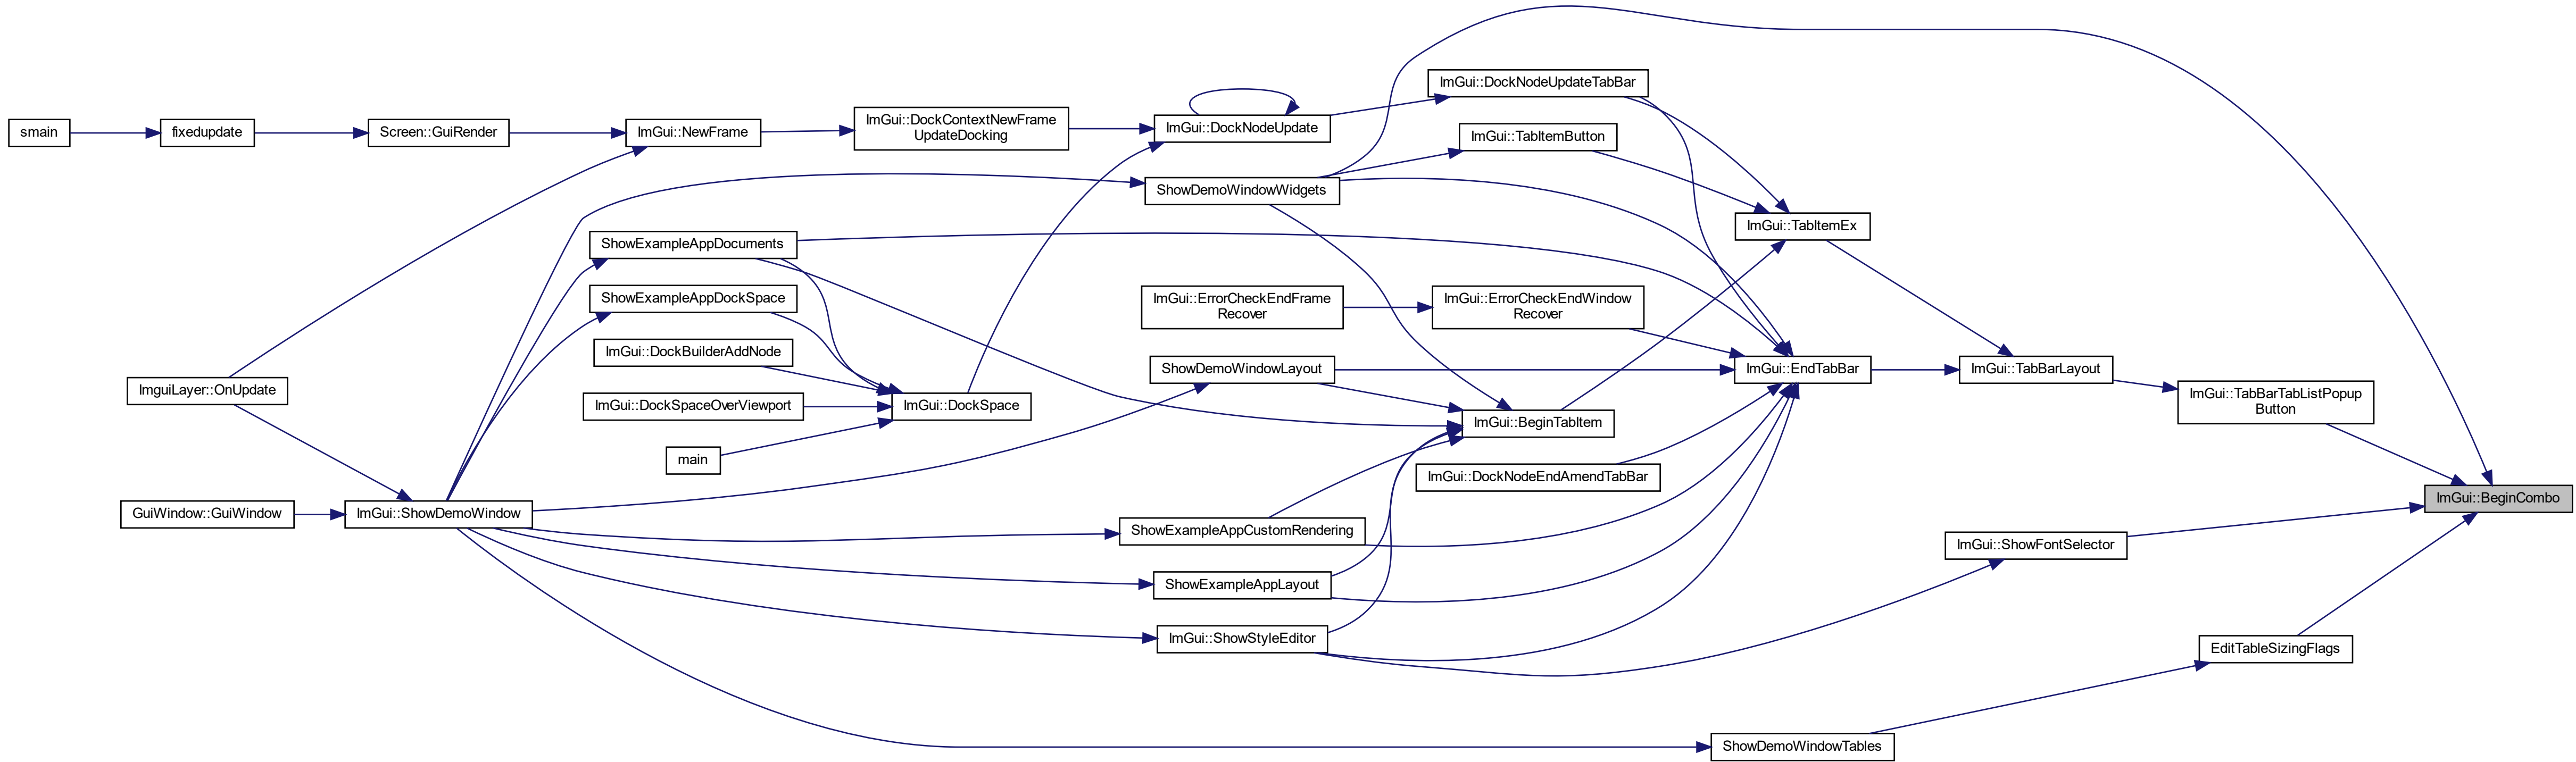 smain
fixedupdate
Screen::GuiRender
ImGui::NewFrame
ImGui::DockContextNewFrame
UpdateDocking
ImGui::DockNodeUpdate
ImGui::DockNodeUpdateTabBar
ImGui::TabItemButton
ShowDemoWindowWidgets
ImGui::TabItemEx
ShowExampleAppDocuments
ShowExampleAppDockSpace
ImGui::ErrorCheckEndFrame
Recover
ImGui::ErrorCheckEndWindow
Recover
ImGui::DockBuilderAddNode
ShowDemoWindowLayout
ImGui::EndTabBar
ImGui::TabBarLayout
ImguiLayer::OnUpdate
ImGui::DockSpaceOverViewport
ImGui::DockSpace
ImGui::BeginTabItem
ImGui::TabBarTabListPopup
Button
main
ImGui::DockNodeEndAmendTabBar
ImGui::BeginCombo
GuiWindow::GuiWindow
ImGui::ShowDemoWindow
ShowExampleAppCustomRendering
ImGui::ShowFontSelector
ShowExampleAppLayout
ImGui::ShowStyleEditor
EditTableSizingFlags
ShowDemoWindowTables